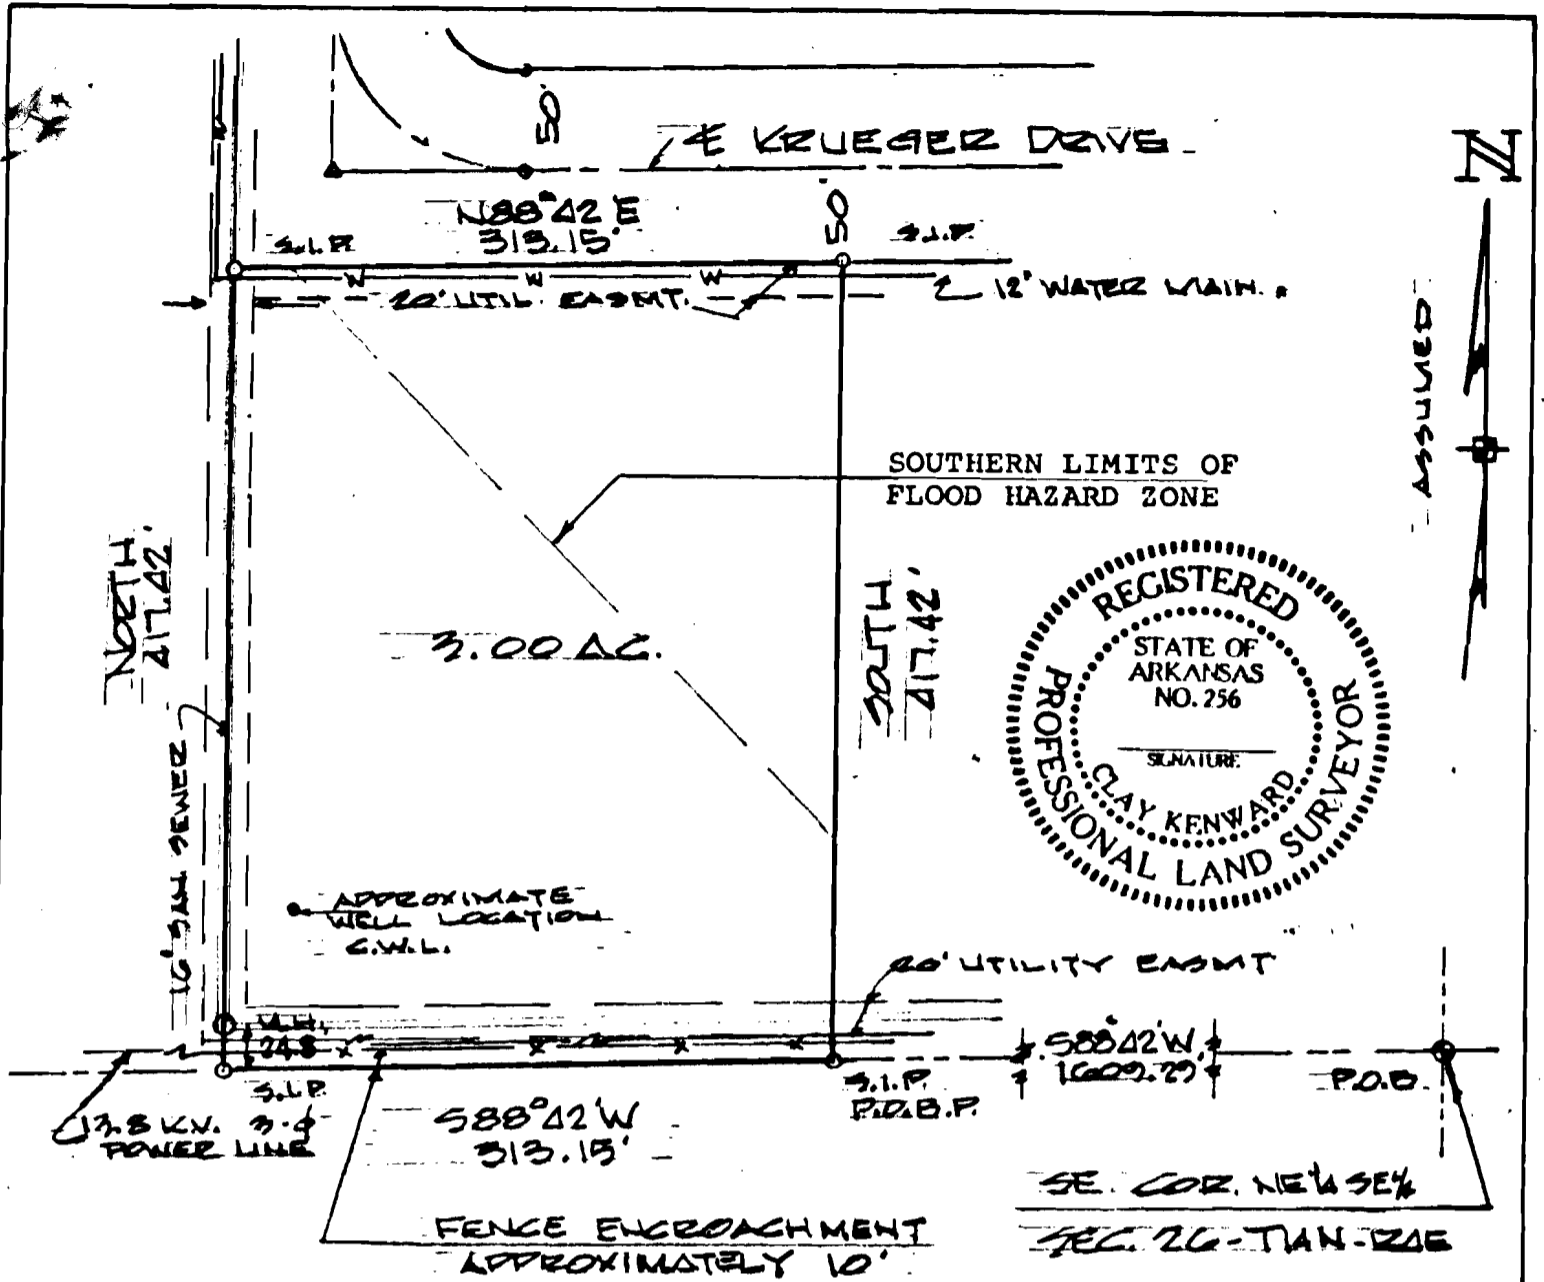 50'
℄ KRUEGER DRIVE
N88°42'E
313.15'
50'
S.I.P.
S.I.P.
W W W
20' UTIL. EASMT.
12" WATER MAIN.
N
ASSUMED
SOUTHERN LIMITS OF
FLOOD HAZARD ZONE
NORTH
417.42'
3.00 AC.
SOUTH
417.42'
REGISTERED
PROFESSIONAL LAND SURVEYOR
STATE OF
ARKANSAS
NO. 256
SIGNATURE
CLAY KENWARD
SAN SEWER
APPROXIMATE
WELL LOCATION
C.W.L.
20' UTILITY EASMT
M.H.
24.8
x x x x
S.I.P.
S88°42'W
313.15'
S.I.P.
P.O.B.P.
S88°42'W
1609.29
P.O.B.
13.8 K.V. 3-ϕ
POWER LINE
FENCE ENCROACHMENT
APPROXIMATELY 10'
SE. COR. NE¼ SE¼
SEC. 26-T14N-R4E